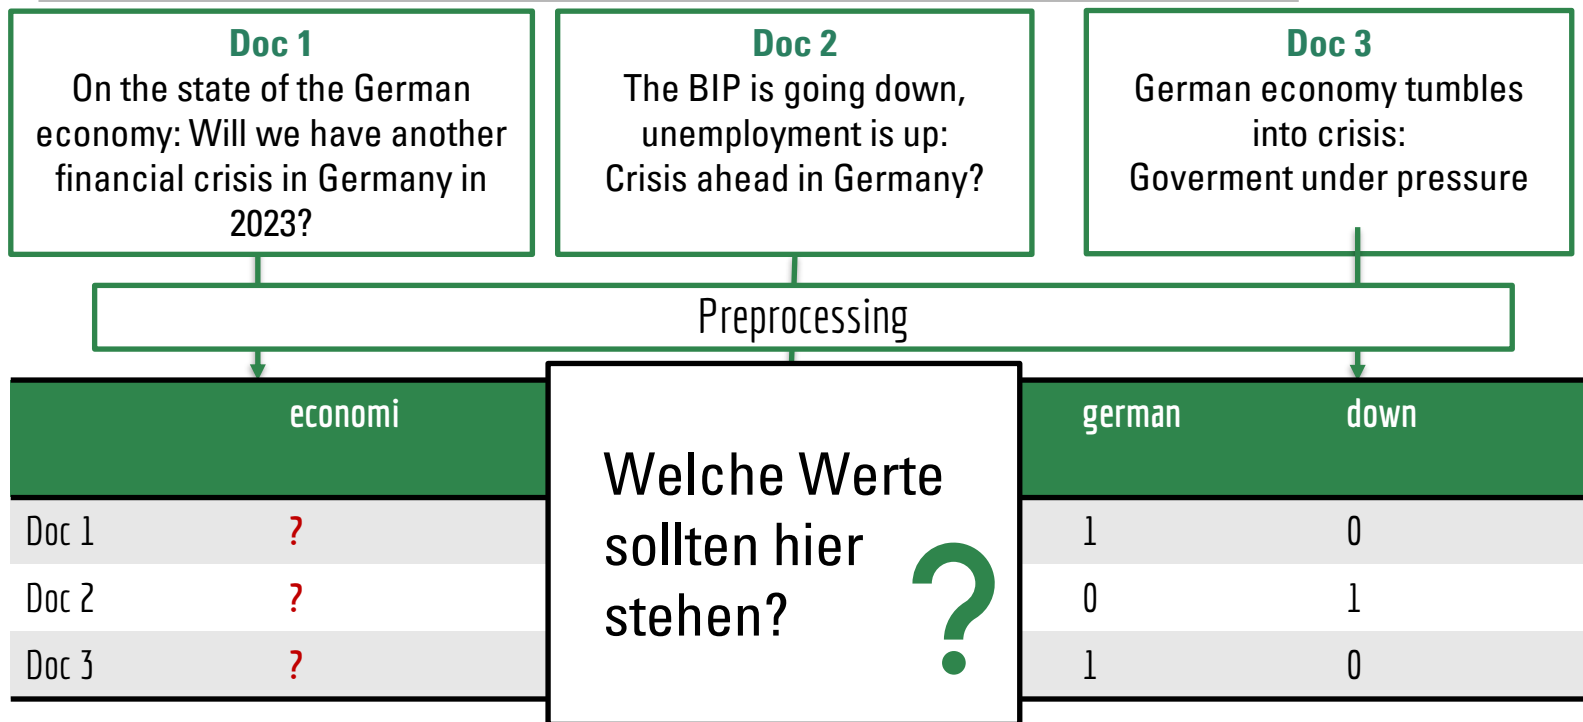 Doc 1
On the state of the German
economy: Will we have another
financial crisis in Germany in
2023?
Doc 2
The BIP is going down,
unemployment is up:
Crisis ahead in Germany?
Doc 3
German economy tumbles
into crisis:
Goverment under pressure
Preprocessing
economi german down
Doc 1 ? 1 0
Doc 2 ? 0 1
Doc 3 ? 1 0
Welche Werte
sollten hier
stehen?
?